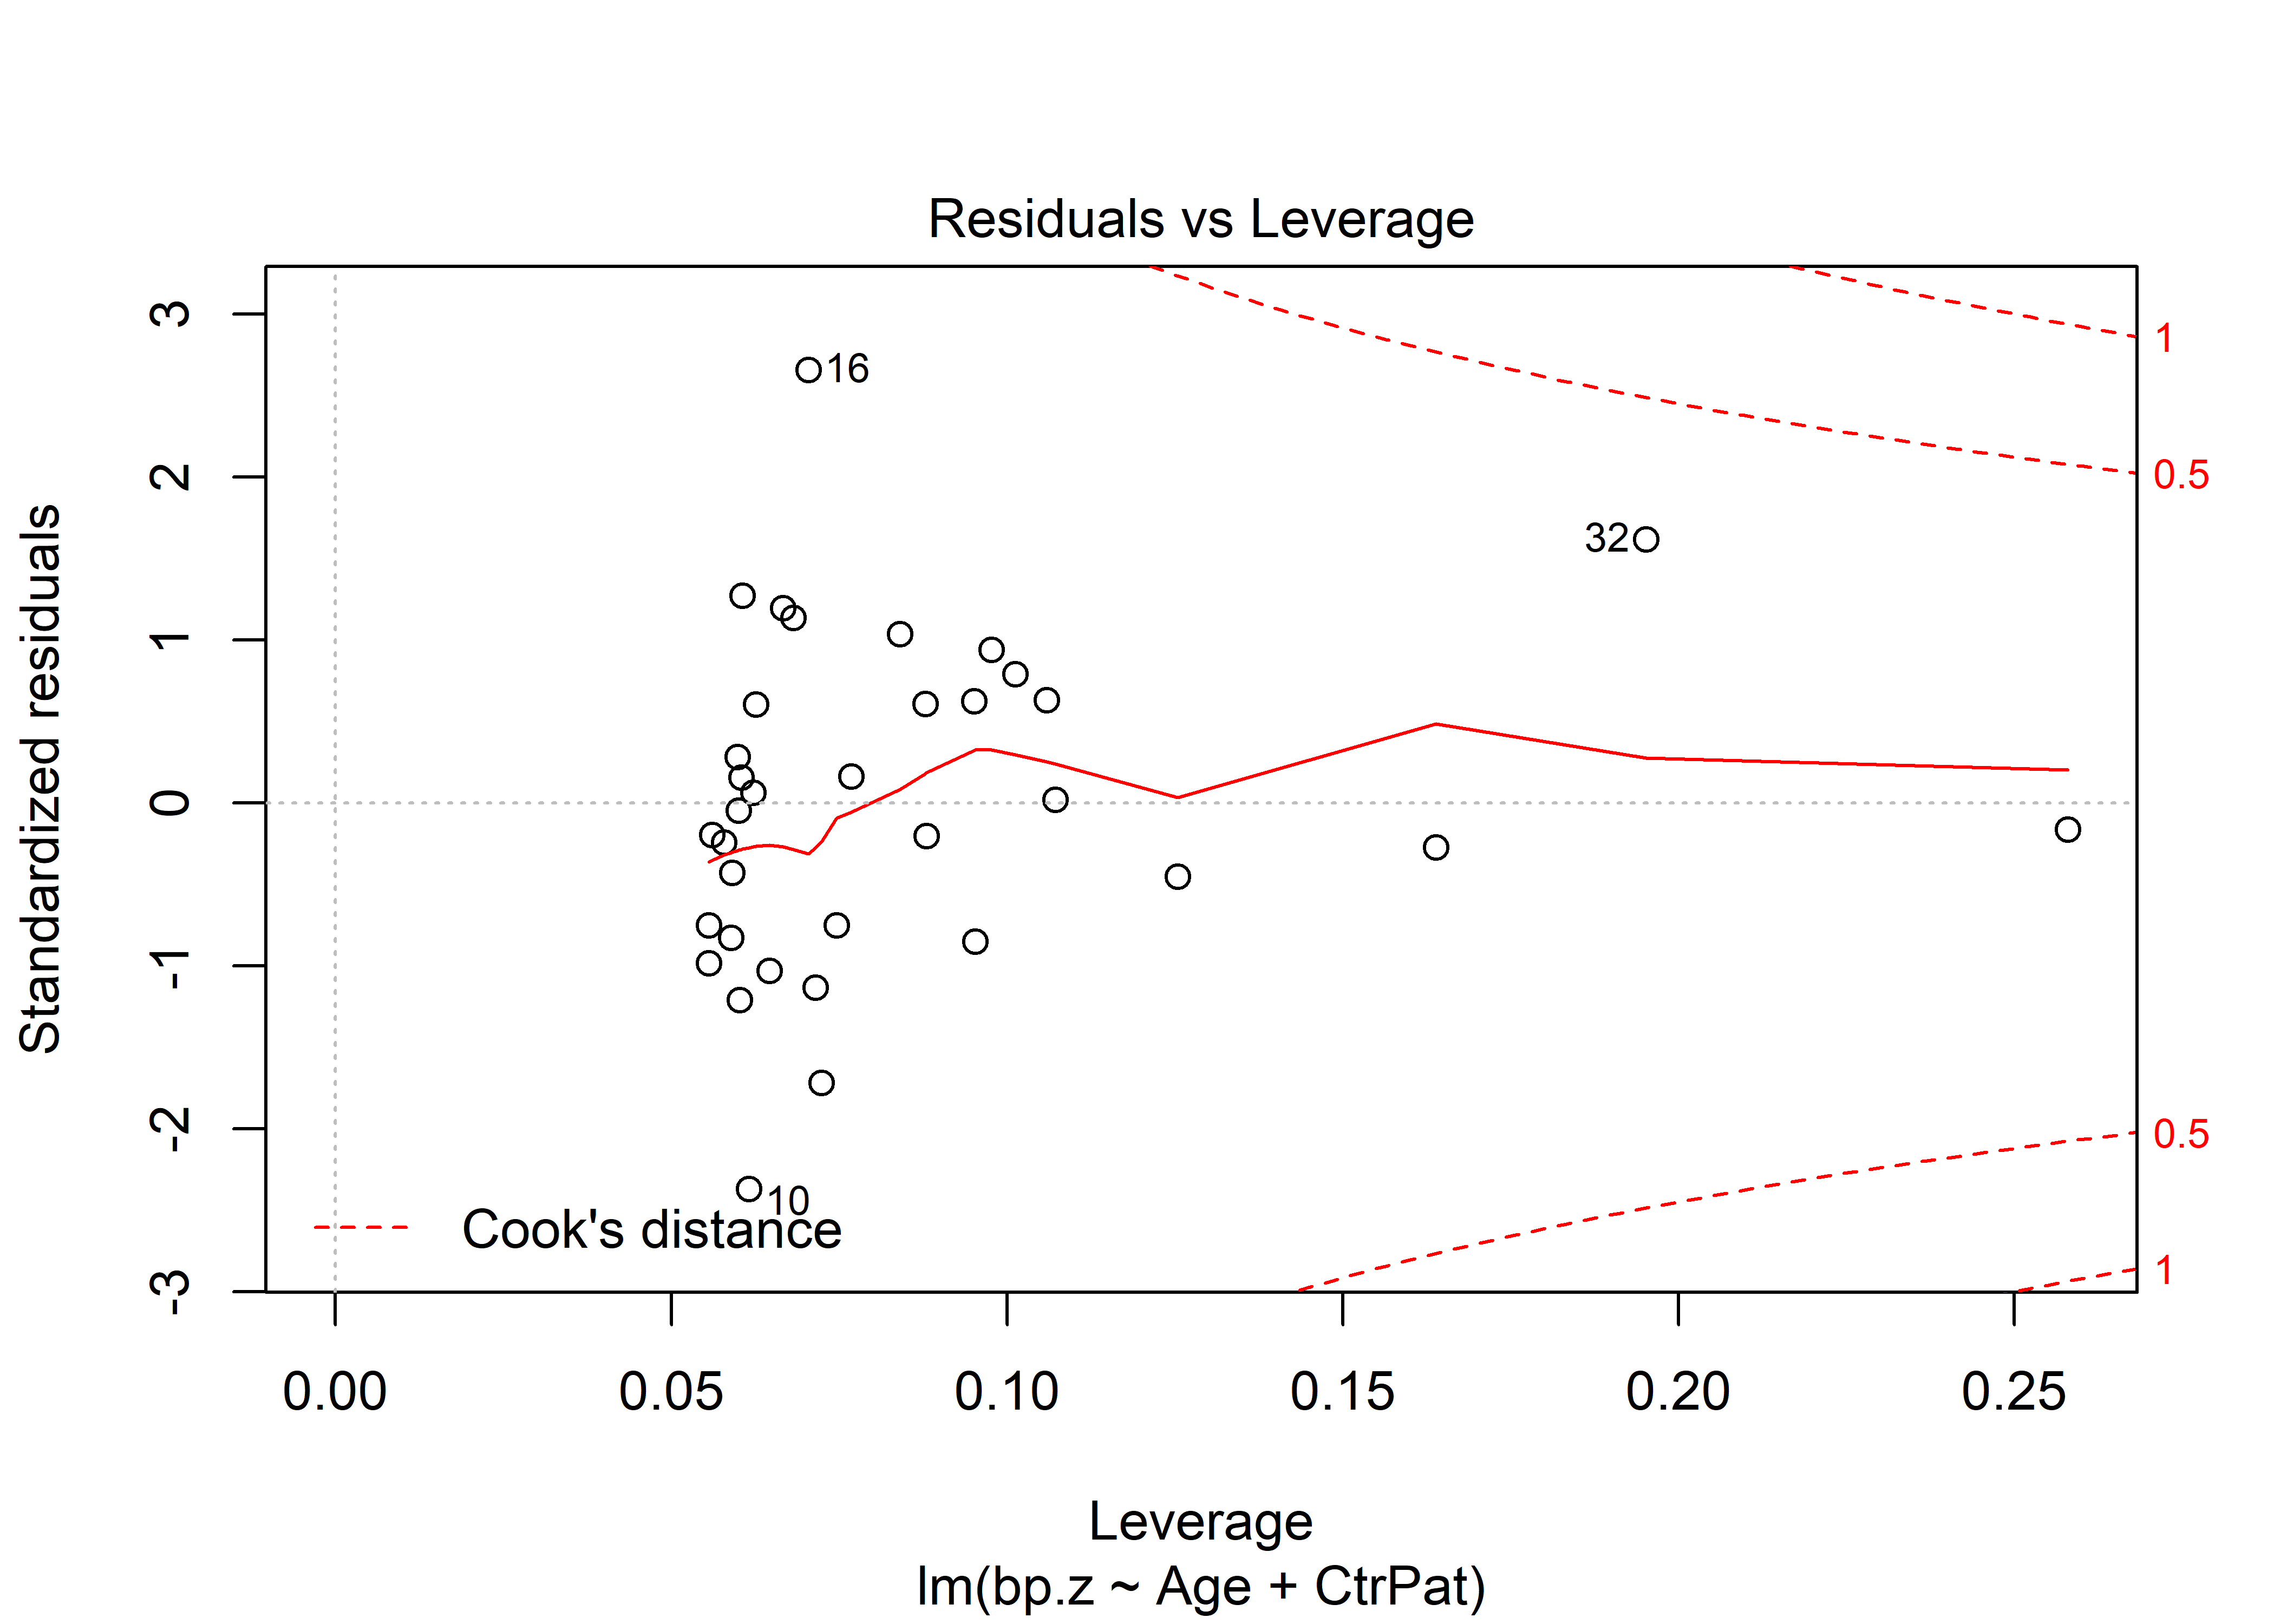 Residuals vs Leverage
Standardized residuals
3
2
1
0
-1
-2
-3
16
32
10
1
0.5
0.5
1
Cook's distance
0.00 0.05 0.10 0.15 0.20 0.25
Leverage
lm(bp.z ~ Age + CtrPat)